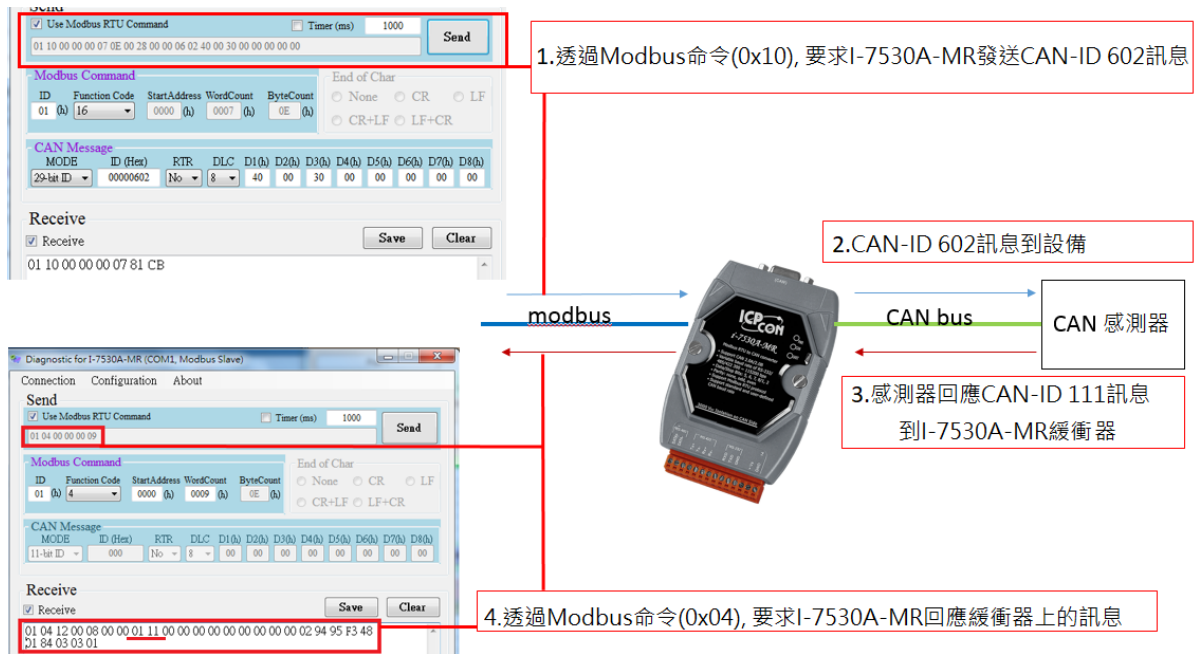 Send
Use Modbus RTU Command
Timer (ms)
1000
Send
01 10 00 00 00 07 0E 00 28 00 00 06 02 40 00 30 00 00 00 00 00
Modbus Command
End of Char
ID Function Code StartAddress WordCount ByteCount
None CR LF
01 (h) 16 0000 (h) 0007 (h) 0E (h)
CR+LF LF+CR
CAN Message
MODE ID (Hex) RTR DLC D1(h) D2(h) D3(h) D4(h) D5(h) D6(h) D7(h) D8(h)
29-bit ID 00000602 No 8 40 00 30 00 00 00 00 00
Receive
Receive
Save
Clear
01 10 00 00 00 07 81 CB
1.透過Modbus命令(0x10), 要求I-7530A-MR發送CAN-ID 602訊息
2.CAN-ID 602訊息到設備
modbus
ICP CON
I-7530A-MR
Modbus RTU to CAN converter
CAN bus
CAN 感測器
3.感測器回應CAN-ID 111訊息
到I-7530A-MR緩衝器
Diagnostic for I-7530A-MR (COM1, Modbus Slave)
Connection Configuration About
Send
Use Modbus RTU Command
Timer (ms)
1000
Send
01 04 00 00 00 09
Modbus Command
End of Char
ID Function Code StartAddress WordCount ByteCount
None CR LF
01 (h) 4 0000 (h) 0009 (h) 0E (h)
CR+LF LF+CR
CAN Message
MODE ID (Hex) RTR DLC D1(h) D2(h) D3(h) D4(h) D5(h) D6(h) D7(h) D8(h)
11-bit ID 000 No 8 00 00 00 00 00 00 00 00
Receive
Receive
Save
Clear
01 04 12 00 08 00 00 01 11 00 00 00 00 00 00 00 00 00 02 94 95 F3 48
01 84 03 03 01
4.透過Modbus命令(0x04), 要求I-7530A-MR回應緩衝器上的訊息